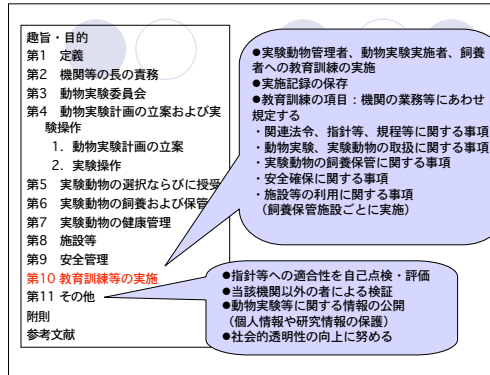 趣旨・目的
第1 定義
第2 機関等の長の責務
第3 動物実験委員会
第4 動物実験計画の立案および実
験操作
1. 動物実験計画の立案
2. 実験操作
第5 実験動物の選択ならびに授受
第6 実験動物の飼養および保管
第7 実験動物の健康管理
第8 施設等
第9 安全管理
第10 教育訓練等の実施
第11 その他
附則
参考文献
●実験動物管理者、動物実験実施者、飼養
者への教育訓練の実施
●実施記録の保存
●教育訓練の項目:機関の業務等にあわせ
規定する
・関連法令、指針等、規程等に関する事項
・動物実験、実験動物の取扱に関する事項
・実験動物の飼養保管に関する事項
・安全確保に関する事項
・施設等の利用に関する事項
(飼養保管施設ごとに実施)
●指針等への適合性を自己点検・評価
●当該機関以外の者による検証
●動物実験等に関する情報の公開
(個人情報や研究情報の保護)
●社会的透明性の向上に努める